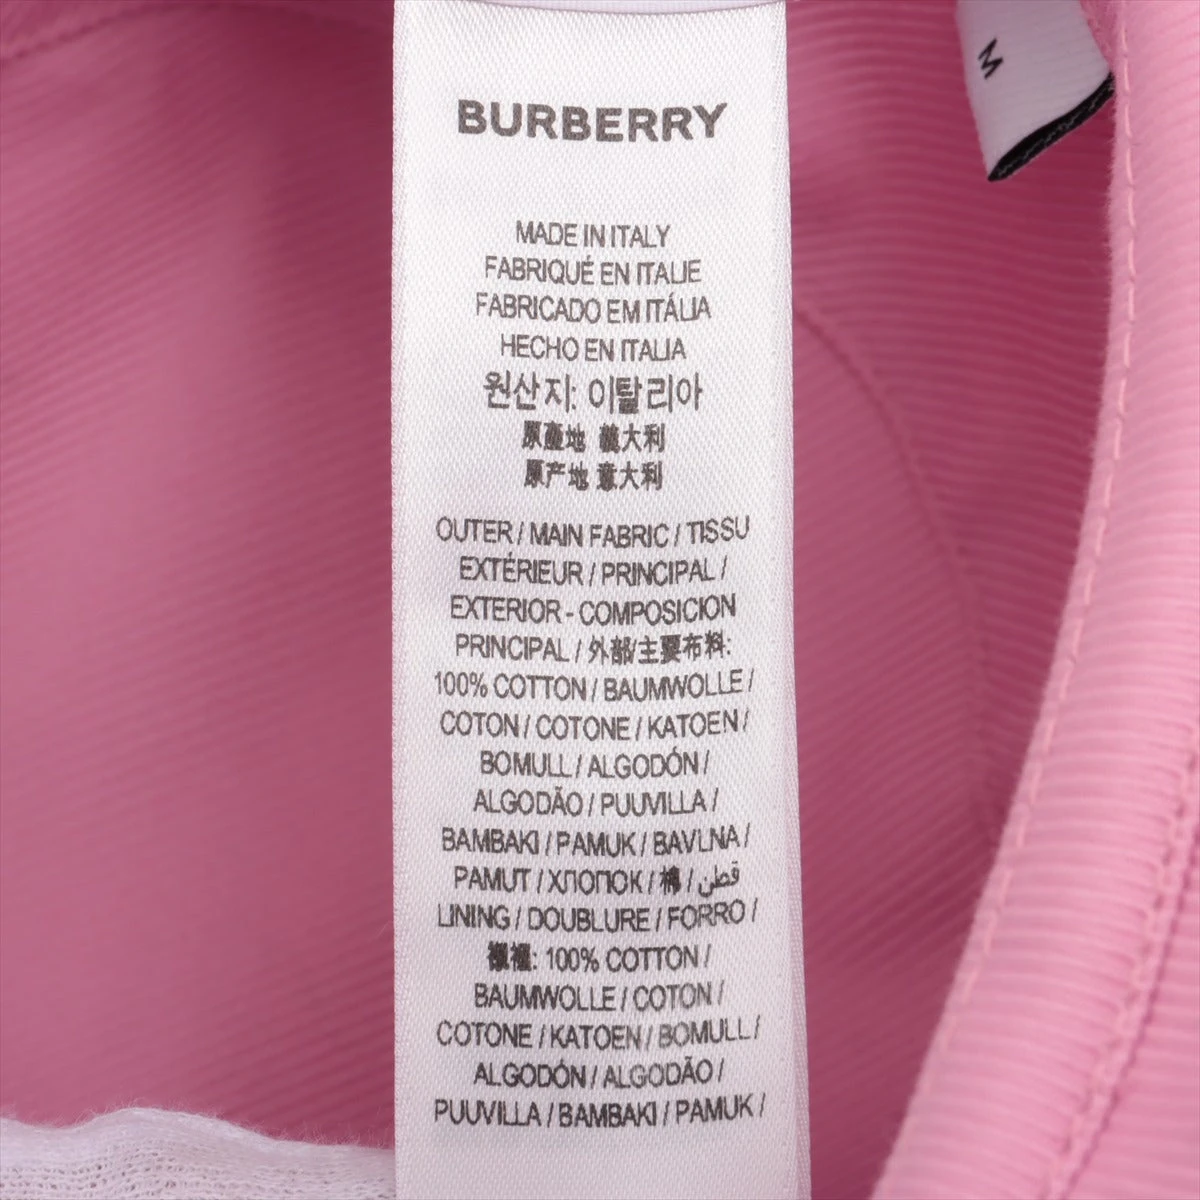 BURBERRY
MADE IN ITALY
FABRIQUÉ EN ITALIE
FABRICADO EM ITÁLIA
HECHO EN ITALIA
원산지: 이탈리아
原產地 義大利
原产地 意大利
OUTER / MAIN FABRIC / TISSU
EXTÉRIEUR / PRINCIPAL /
EXTERIOR - COMPOSICION
PRINCIPAL / 外部/主要布料:
100% COTTON / BAUMWOLLE /
COTON / COTONE / KATOEN /
BOMULL / ALGODÓN /
ALGODÃO / PUUVILLA /
BAMBAKI / PAMUK / BAVLNA /
PAMUT / ХЛОПОК / 棉 / قطن /
LINING / DOUBLURE / FORRO /
襯裡: 100% COTTON /
BAUMWOLLE / COTON /
COTONE / KATOEN / BOMULL /
ALGODÓN / ALGODÃO /
PUUVILLA / BAMBAKI / PAMUK /
M